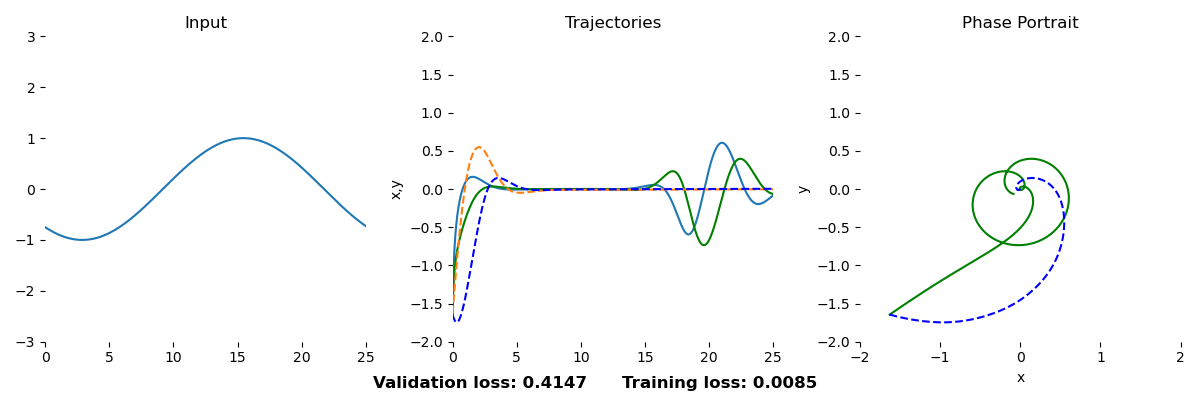 Input
Trajectories
Phase Portrait
3
2
1
0
−1
−2
−3
0 5 10 15 20 25
x,y
2.0
1.5
1.0
0.5
0.0
−0.5
−1.0
−1.5
−2.0
0 5 10 15 20 25
y
2.0
1.5
1.0
0.5
0.0
−0.5
−1.0
−1.5
−2.0
−2 −1 0 1 2
x
Validation loss: 0.4147 Training loss: 0.0085